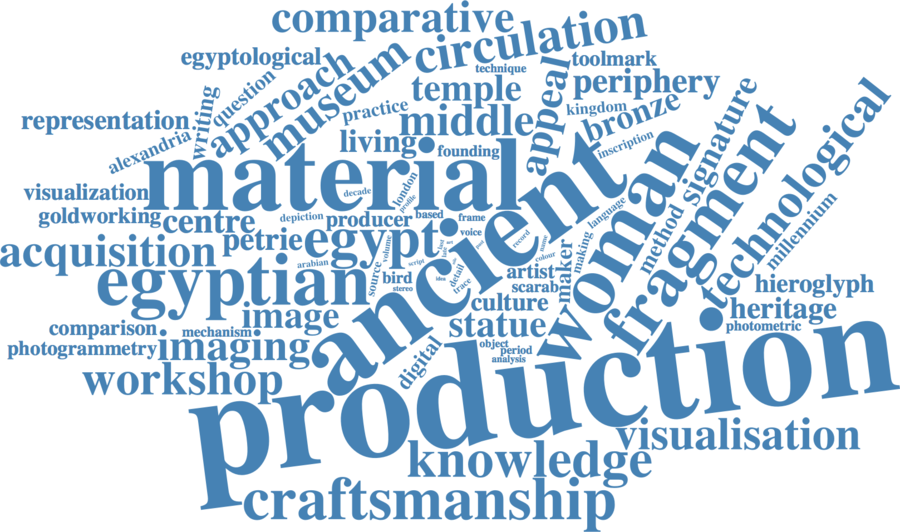 comparative
circulation
egyptological
technique
toolmark
approach
museum
question
temple
appeal
periphery
practice
kingdom
bronze
representation
writing
alexandria
middle
living
founding
inscription
signature
material
london
profile
decade
woman
fragment
technological
visualization
goldworking
centre
depiction
producer
based
frame
voice
language
making
method
millennium
acquisition
petrie
egypt
ancient
record
colour
name
maker
arabian
source
volume
script
bird
stereo
idea
detail
trace
artist
scarab
egyptian
culture
hieroglyph
heritage
image
statue
photometric
comparison
mechanism
photogrammetry
imaging
object
period
analysis
digital
workshop
production
visualisation
knowledge
craftsmanship